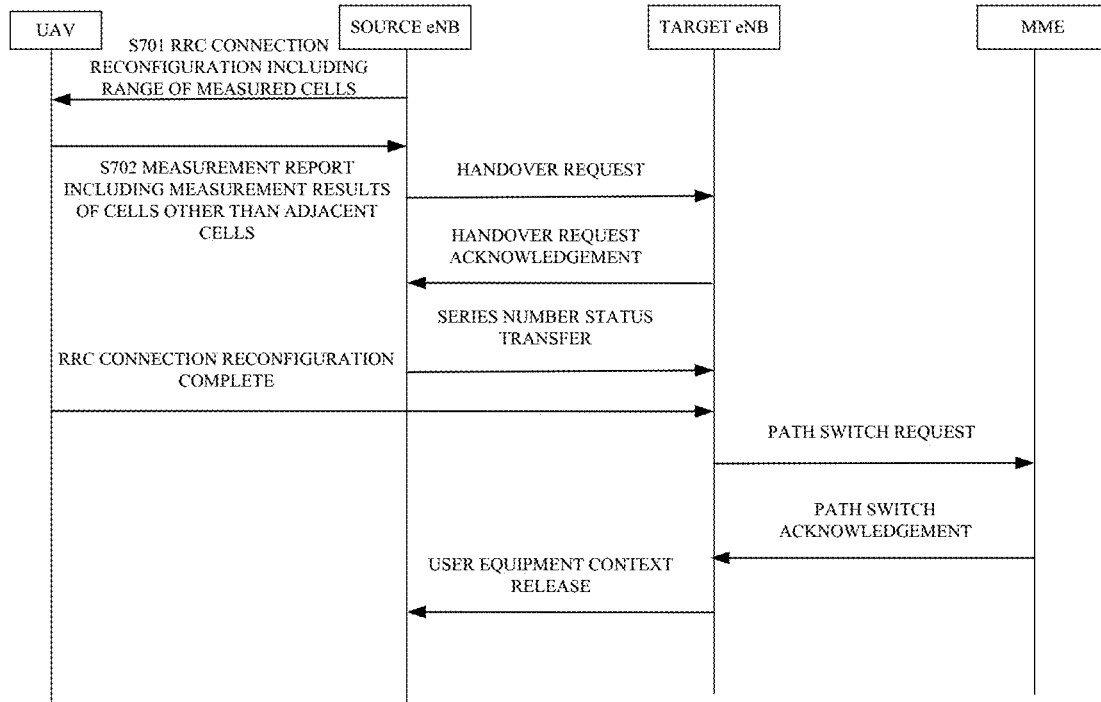 UAV
SOURCE eNB
TARGET eNB
MME
S701 RRC CONNECTION
RECONFIGURATION INCLUDING
RANGE OF MEASURED CELLS
S702 MEASUREMENT REPORT
INCLUDING MEASUREMENT RESULTS
OF CELLS OTHER THAN ADJACENT
CELLS
HANDOVER REQUEST
HANDOVER REQUEST
ACKNOWLEDGEMENT
SERIES NUMBER STATUS
TRANSFER
RRC CONNECTION RECONFIGURATION
COMPLETE
PATH SWITCH REQUEST
PATH SWITCH
ACKNOWLEDGEMENT
USER EQUIPMENT CONTEXT
RELEASE